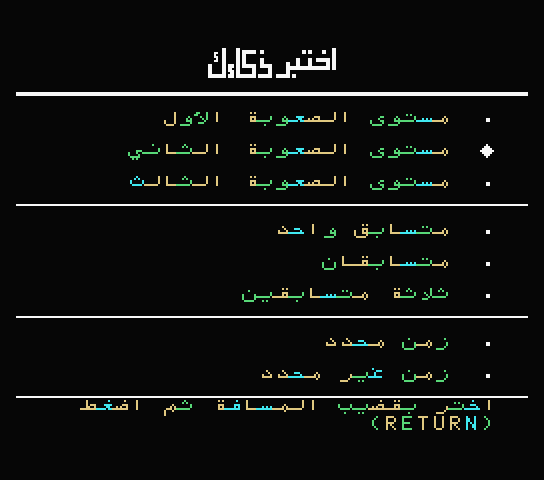 اختبر ذكاءك
مستوى الصعوبة الأول
مستوى الصعوبة الثاني
مستوى الصعوبة الثالث
متسابق واحد
متسابقان
ثلاثة متسابقين
زمن محدد
زمن غير محدد
اختر بقضيب المسافة ثم اضغط
(RETURN)